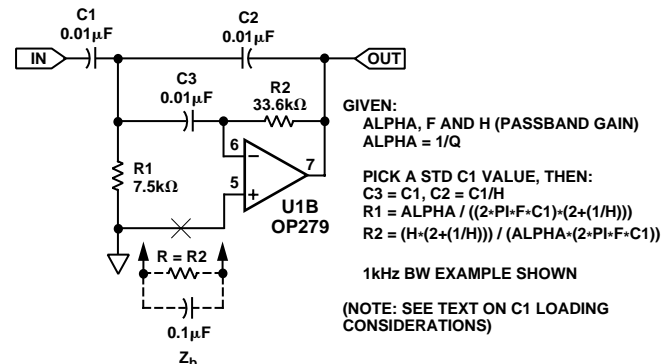 C1
0.01µF
C2
0.01µF
IN
OUT
C3
0.01µF
R2
33.6kΩ
R1
7.5kΩ
6
7
5
U1B
OP279
R = R2
0.1µF
Zb
GIVEN:
ALPHA, F AND H (PASSBAND GAIN)
ALPHA = 1/Q
PICK A STD C1 VALUE, THEN:
C3 = C1, C2 = C1/H
R1 = ALPHA / ((2*PI*F*C1)*(2+(1/H)))
R2 = (H*(2+(1/H))) / (ALPHA*(2*PI*F*C1))
1kHz BW EXAMPLE SHOWN
(NOTE: SEE TEXT ON C1 LOADING
CONSIDERATIONS)